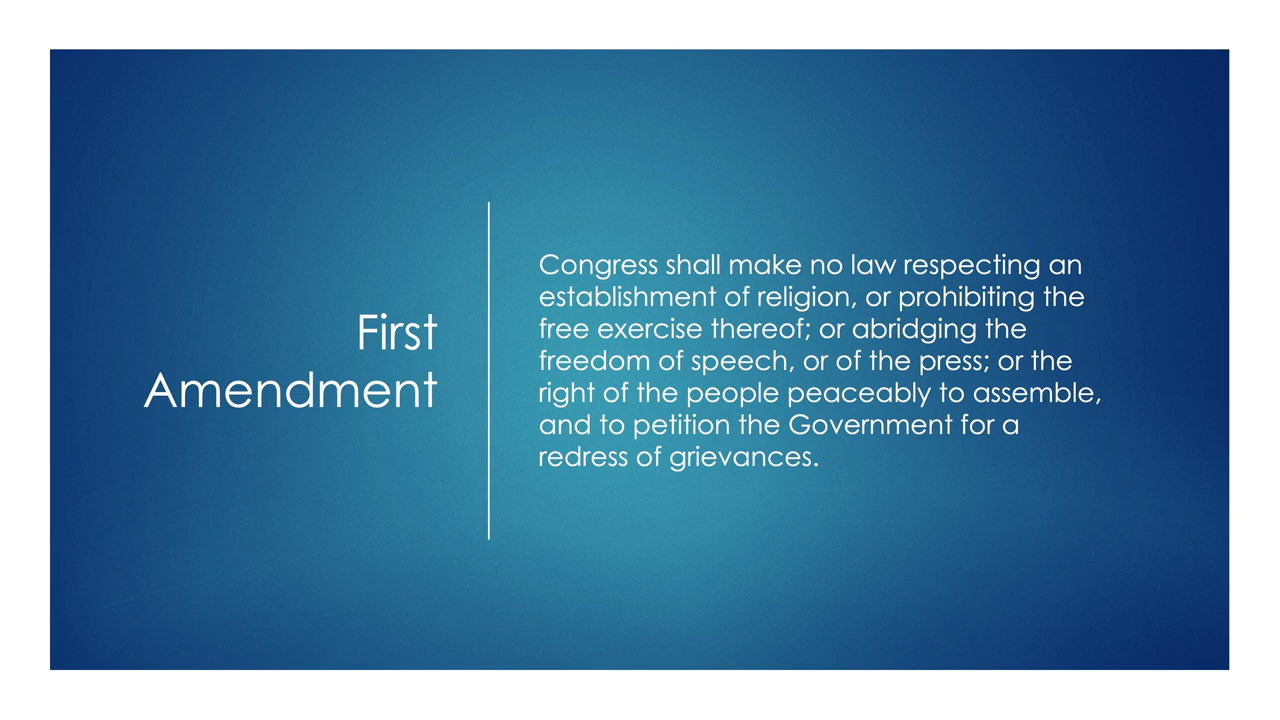 First
Amendment
Congress shall make no law respecting an
establishment of religion, or prohibiting the
free exercise thereof; or abridging the
freedom of speech, or of the press; or the
right of the people peaceably to assemble,
and to petition the Government for a
redress of grievances.